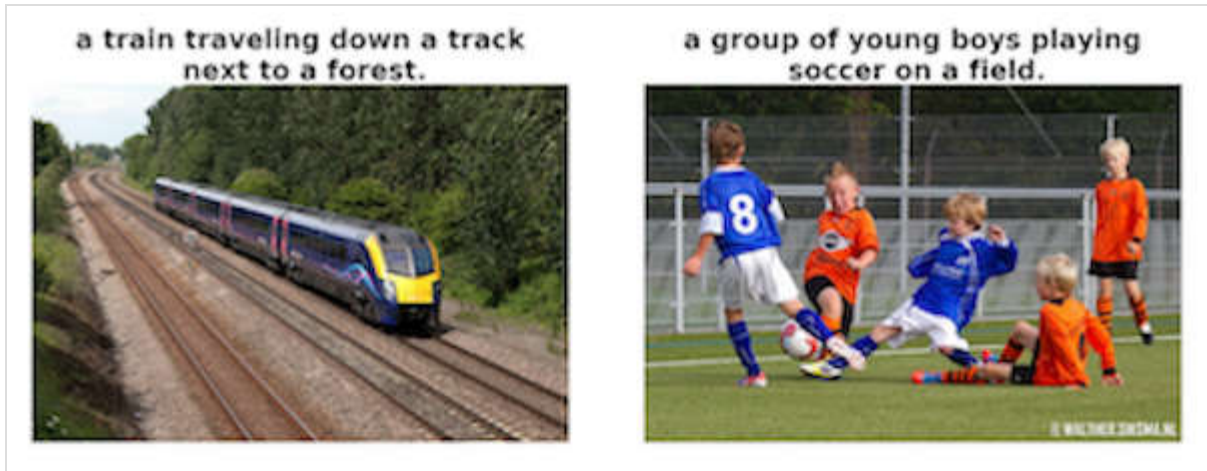 a train traveling down a track
next to a forest.
a group of young boys playing
soccer on a field.
8